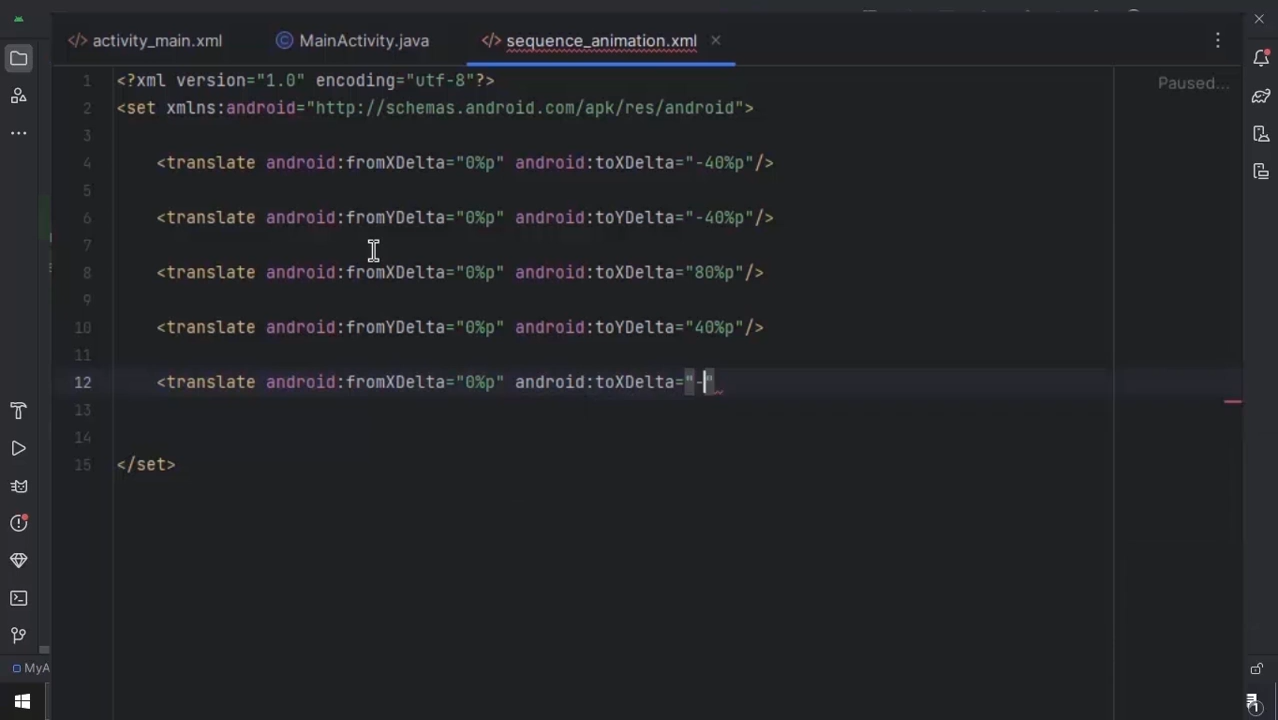 activity_main.xml MainActivity.java sequence_animation.xml
1 <?xml version="1.0" encoding="utf-8"?> Paused...
2 <set xmlns:android="http://schemas.android.com/apk/res/android">
3
4 <translate android:fromXDelta="0%p" android:toXDelta="-40%p"/>
5
6 <translate android:fromYDelta="0%p" android:toYDelta="-40%p"/>
7
8 <translate android:fromXDelta="0%p" android:toXDelta="80%p"/>
9
10 <translate android:fromYDelta="0%p" android:toYDelta="40%p"/>
11
12 <translate android:fromXDelta="0%p" android:toXDelta="-"
13
14
15 </set>
MyA
1